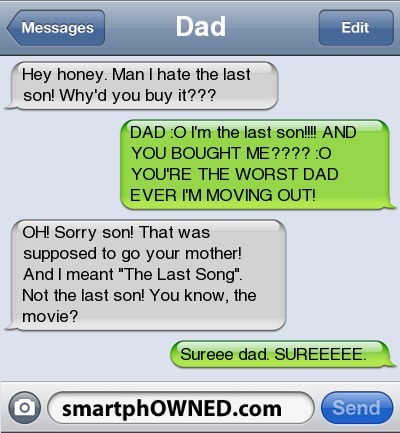 Messages
Dad
Edit
Hey honey. Man I hate the last
son! Why'd you buy it???
DAD :O I'm the last son!!!! AND
YOU BOUGHT ME???? :O
YOU'RE THE WORST DAD
EVER I'M MOVING OUT!
OH! Sorry son! That was
supposed to go your mother!
And I meant "The Last Song".
Not the last son! You know, the
movie?
Sureee dad. SUREEEEE.
smartphOWNED.com
Send